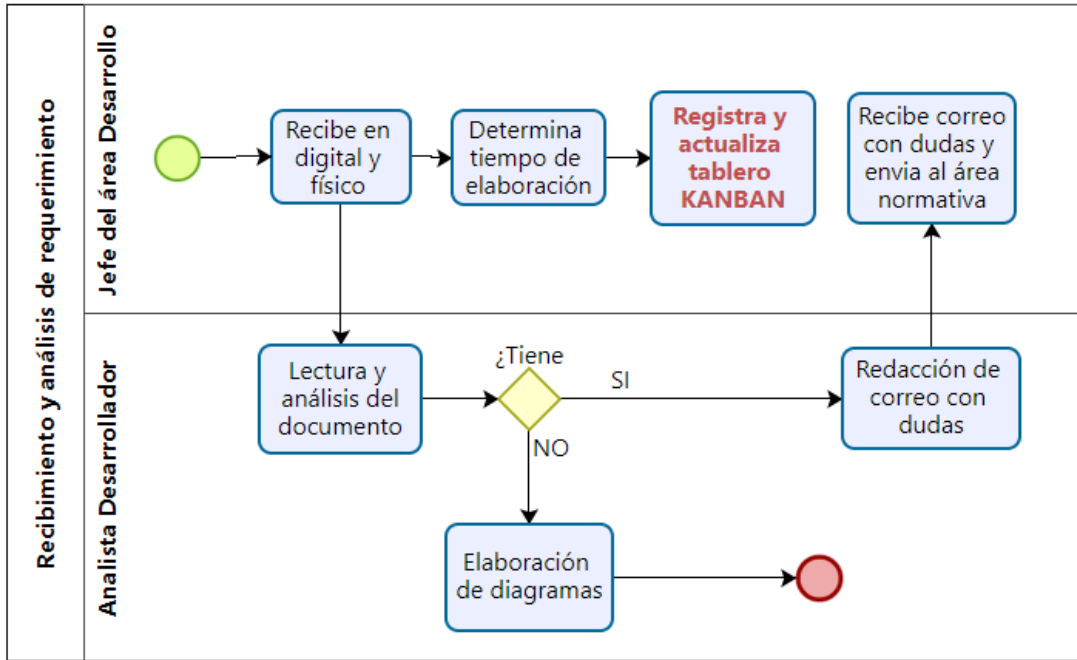 Recibimiento y análisis de requerimiento
Jefe del área Desarrollo
Recibe en
digital y
físico
Determina
tiempo de
elaboración
Registra y
actualiza
tablero
KANBAN
Recibe correo
con dudas y
envia al área
normativa
Analista Desarrollador
Lectura y
análisis del
documento
¿Tiene
SI
NO
Redacción de
correo con
dudas
Elaboración
de diagramas